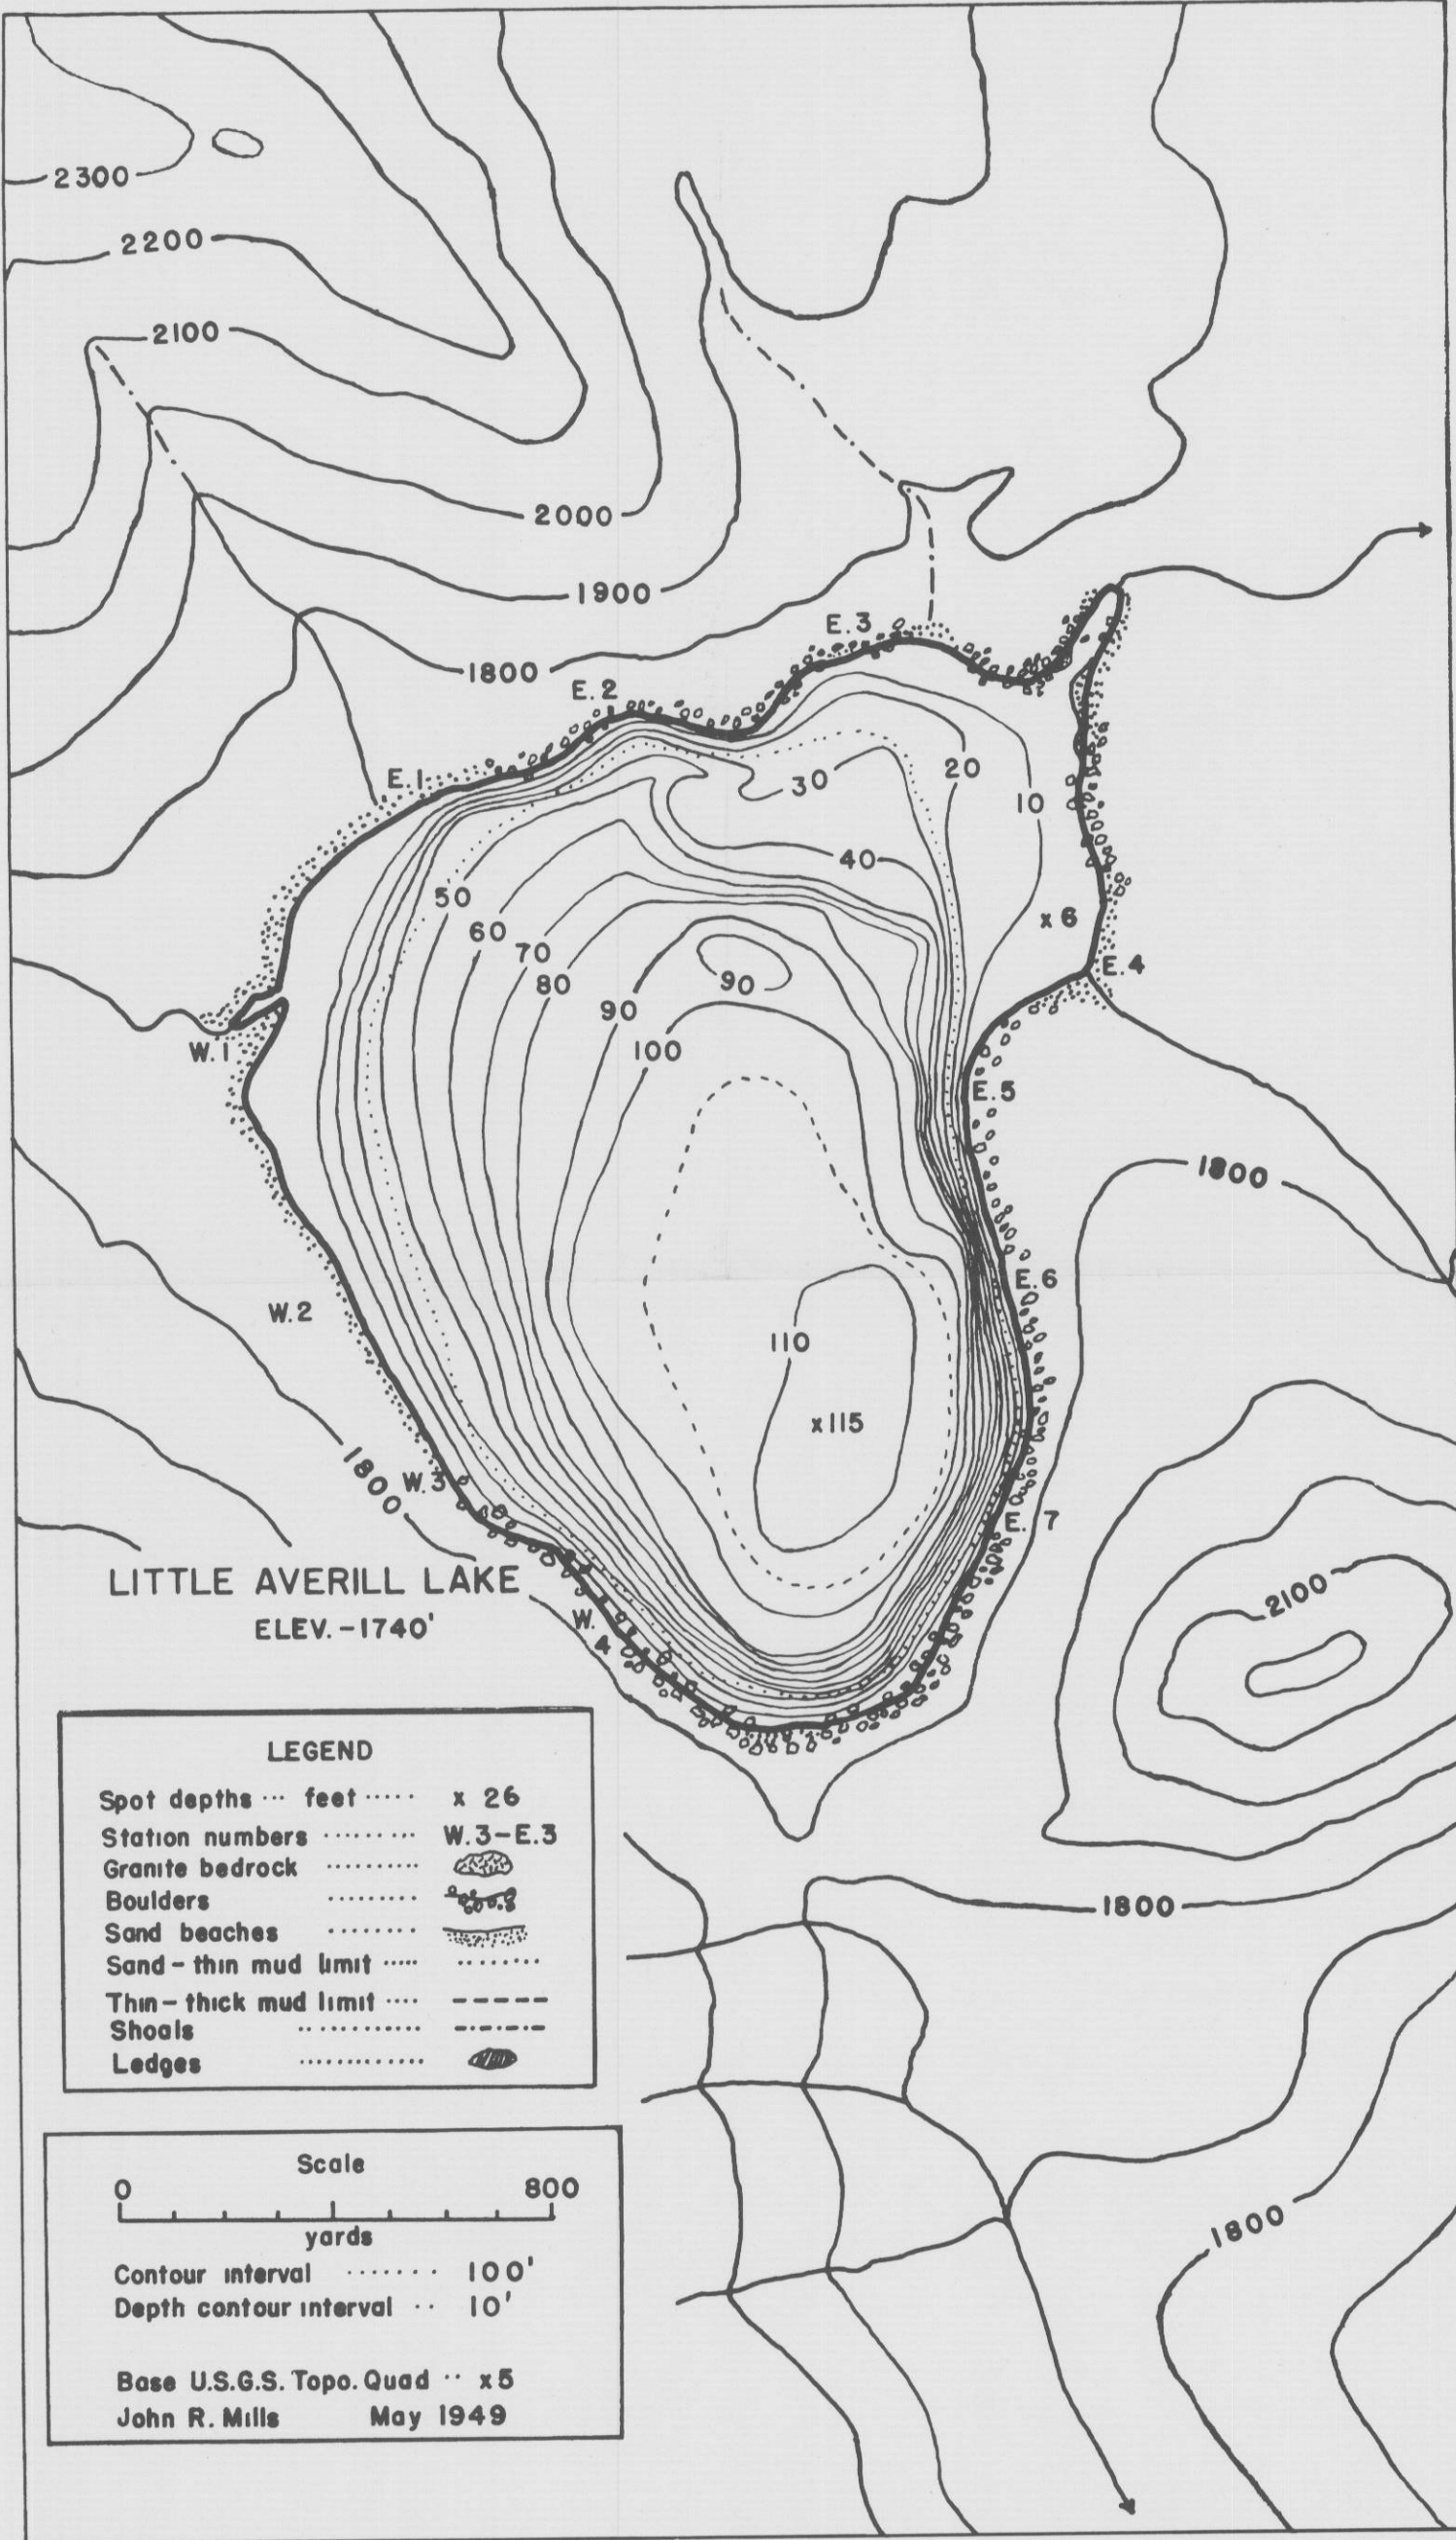 2300
2200
2100
2000
1900
1800
E.3
E.2
E.1
30
20
10
40
50
60
70
80
90
90
100
x 6
E.4
W.1
E.5
1800
E.6
W.2
110
x115
1800
W.3
E. 7
2100
LITTLE AVERILL LAKE
ELEV.-1740'
W. 4
LEGEND
Spot depths ··· feet ····· x 26
Station numbers ········· W.3-E.3
Granite bedrock ··········
Boulders ·········
Sand beaches ········
Sand-thin mud limit ·····
Thin-thick mud limit ····
Shoals ············
Ledges ·············
1800
Scale
0 800
yards
Contour interval ······· 100'
Depth contour interval ·· 10'
1800
Base U.S.G.S. Topo. Quad ·· x5
John R. Mills May 1949